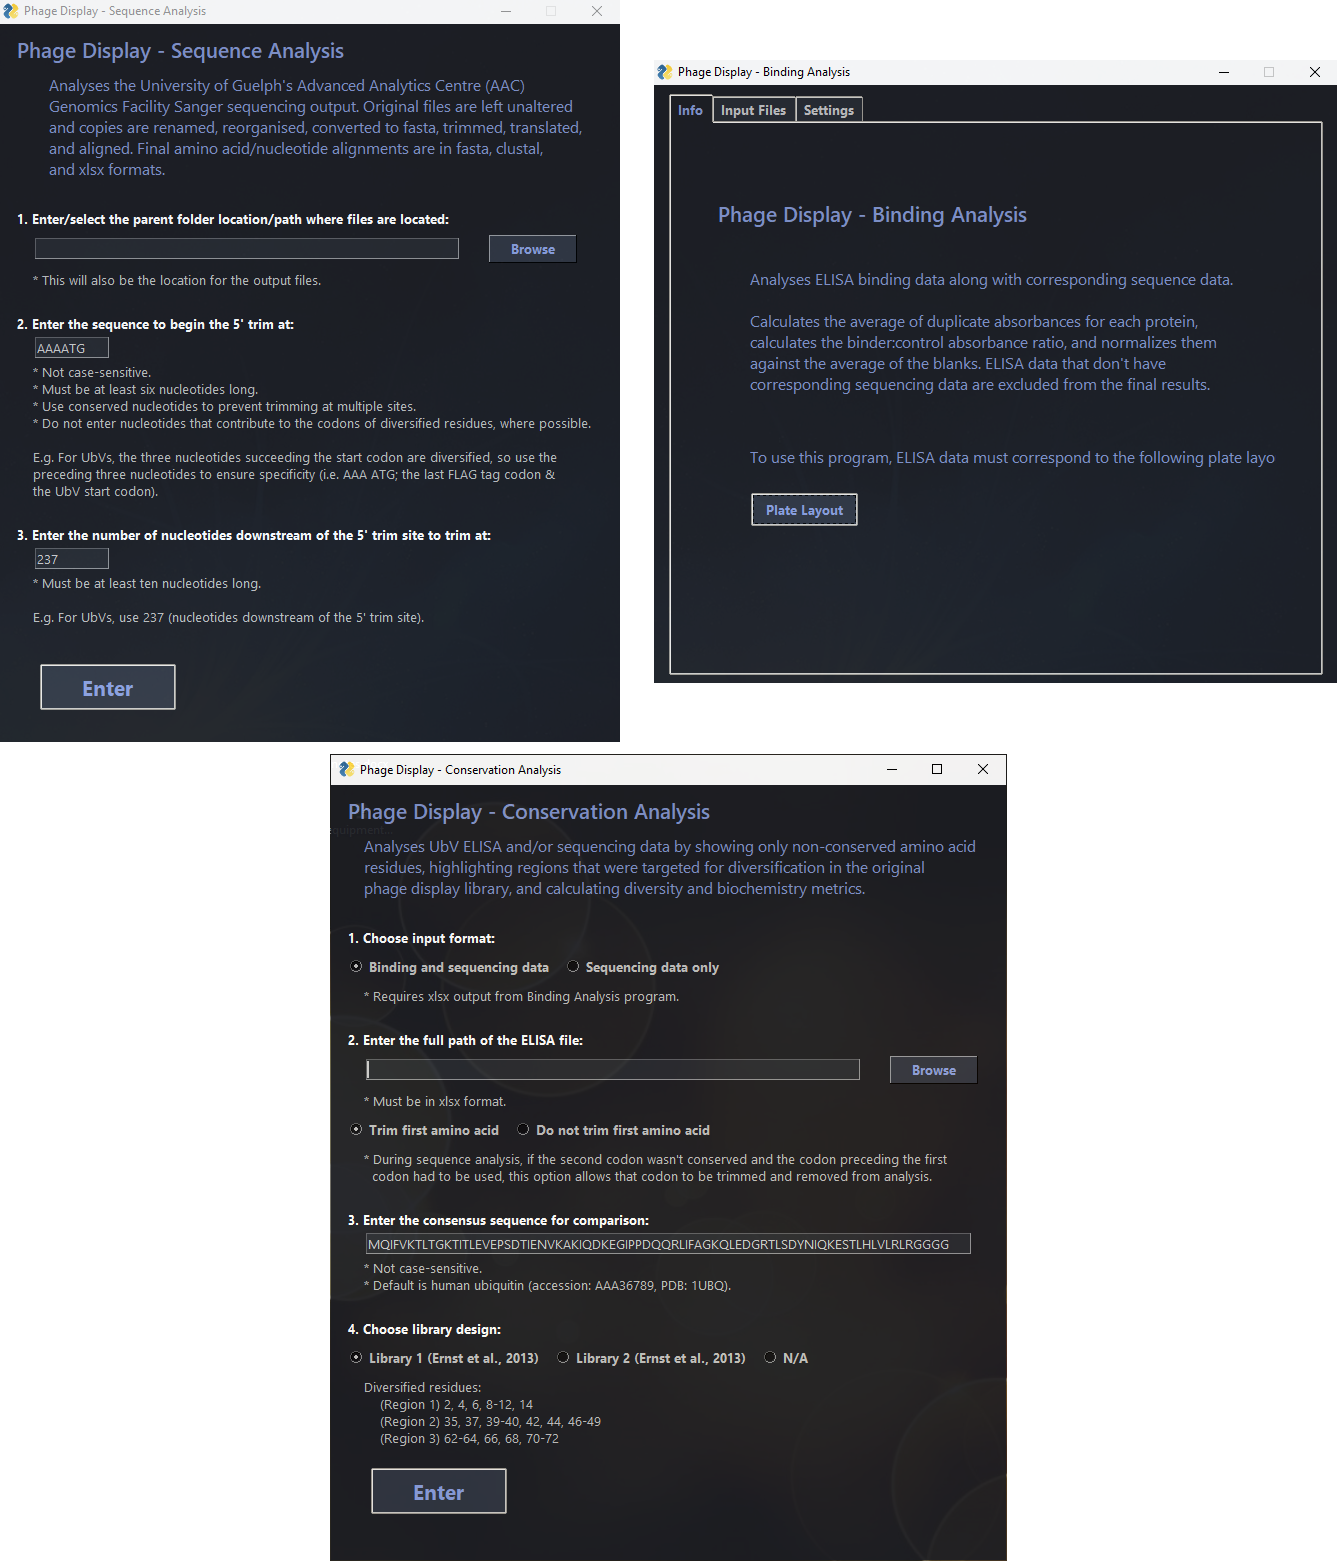 Phage Display - Sequence Analysis
Phage Display - Sequence Analysis
Analyses the University of Guelph's Advanced Analytics Centre (AAC)
Genomics Facility Sanger sequencing output. Original files are left unaltered
and copies are renamed, reorganised, converted to fasta, trimmed, translated,
and aligned. Final amino acid/nucleotide alignments are in fasta, clustal,
and xlsx formats.
1. Enter/select the parent folder location/path where files are located:
Browse
* This will also be the location for the output files.
2. Enter the sequence to begin the 5' trim at:
AAAATG
* Not case-sensitive.
* Must be at least six nucleotides long.
* Use conserved nucleotides to prevent trimming at multiple sites.
* Do not enter nucleotides that contribute to the codons of diversified residues, where possible.
E.g. For UbVs, the three nucleotides succeeding the start codon are diversified, so use the
preceding three nucleotides to ensure specificity (i.e. AAA ATG; the last FLAG tag codon &
the UbV start codon).
3. Enter the number of nucleotides downstream of the 5' trim site to trim at:
237
* Must be at least ten nucleotides long.
E.g. For UbVs, use 237 (nucleotides downstream of the 5' trim site).
Enter
Phage Display - Binding Analysis
Info Input Files Settings
Phage Display - Binding Analysis
Analyses ELISA binding data along with corresponding sequence data.
Calculates the average of duplicate absorbances for each protein,
calculates the binder:control absorbance ratio, and normalizes them
against the average of the blanks. ELISA data that don't have
corresponding sequencing data are excluded from the final results.
To use this program, ELISA data must correspond to the following plate layo
Plate Layout
Phage Display - Conservation Analysis
Phage Display - Conservation Analysis
equipment...
Analyses UbV ELISA and/or sequencing data by showing only non-conserved amino acid
residues, highlighting regions that were targeted for diversification in the original
phage display library, and calculating diversity and biochemistry metrics.
1. Choose input format:
Binding and sequencing data Sequencing data only
* Requires xlsx output from Binding Analysis program.
2. Enter the full path of the ELISA file:
Browse
* Must be in xlsx format.
Trim first amino acid Do not trim first amino acid
* During sequence analysis, if the second codon wasn't conserved and the codon preceding the first
codon had to be used, this option allows that codon to be trimmed and removed from analysis.
3. Enter the consensus sequence for comparison:
MQIFVKTLTGKTITLEVEPSDTIENVKAKIQDKEGIPPDQQRLIFAGKQLEDGRTLSDYNIQKESTLHLVLRLRGGGG
* Not case-sensitive.
* Default is human ubiquitin (accession: AAA36789, PDB: 1UBQ).
4. Choose library design:
Library 1 (Ernst et al., 2013) Library 2 (Ernst et al., 2013) N/A
Diversified residues:
(Region 1) 2, 4, 6, 8-12, 14
(Region 2) 35, 37, 39-40, 42, 44, 46-49
(Region 3) 62-64, 66, 68, 70-72
Enter